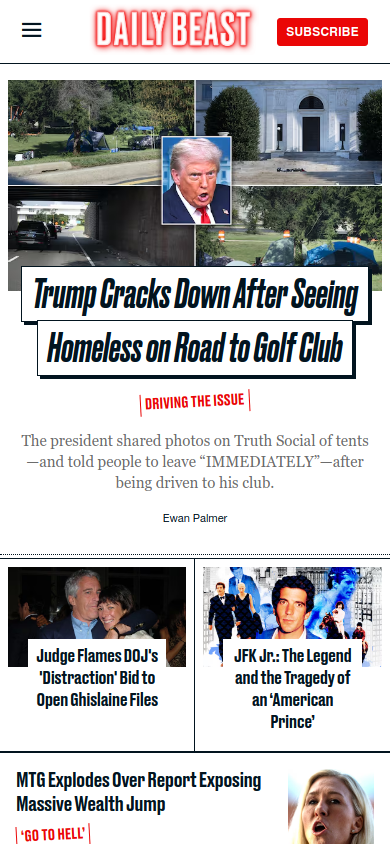 DAILY BEAST
SUBSCRIBE
Trump Cracks Down After Seeing
Homeless on Road to Golf Club
DRIVING THE ISSUE
The president shared photos on Truth Social of tents
—and told people to leave “IMMEDIATELY”—after
being driven to his club.
Ewan Palmer
Judge Flames DOJ's
'Distraction' Bid to
Open Ghislaine Files
JFK Jr.: The Legend
and the Tragedy of
an ‘American
Prince’
MTG Explodes Over Report Exposing
Massive Wealth Jump
‘GO TO HELL’